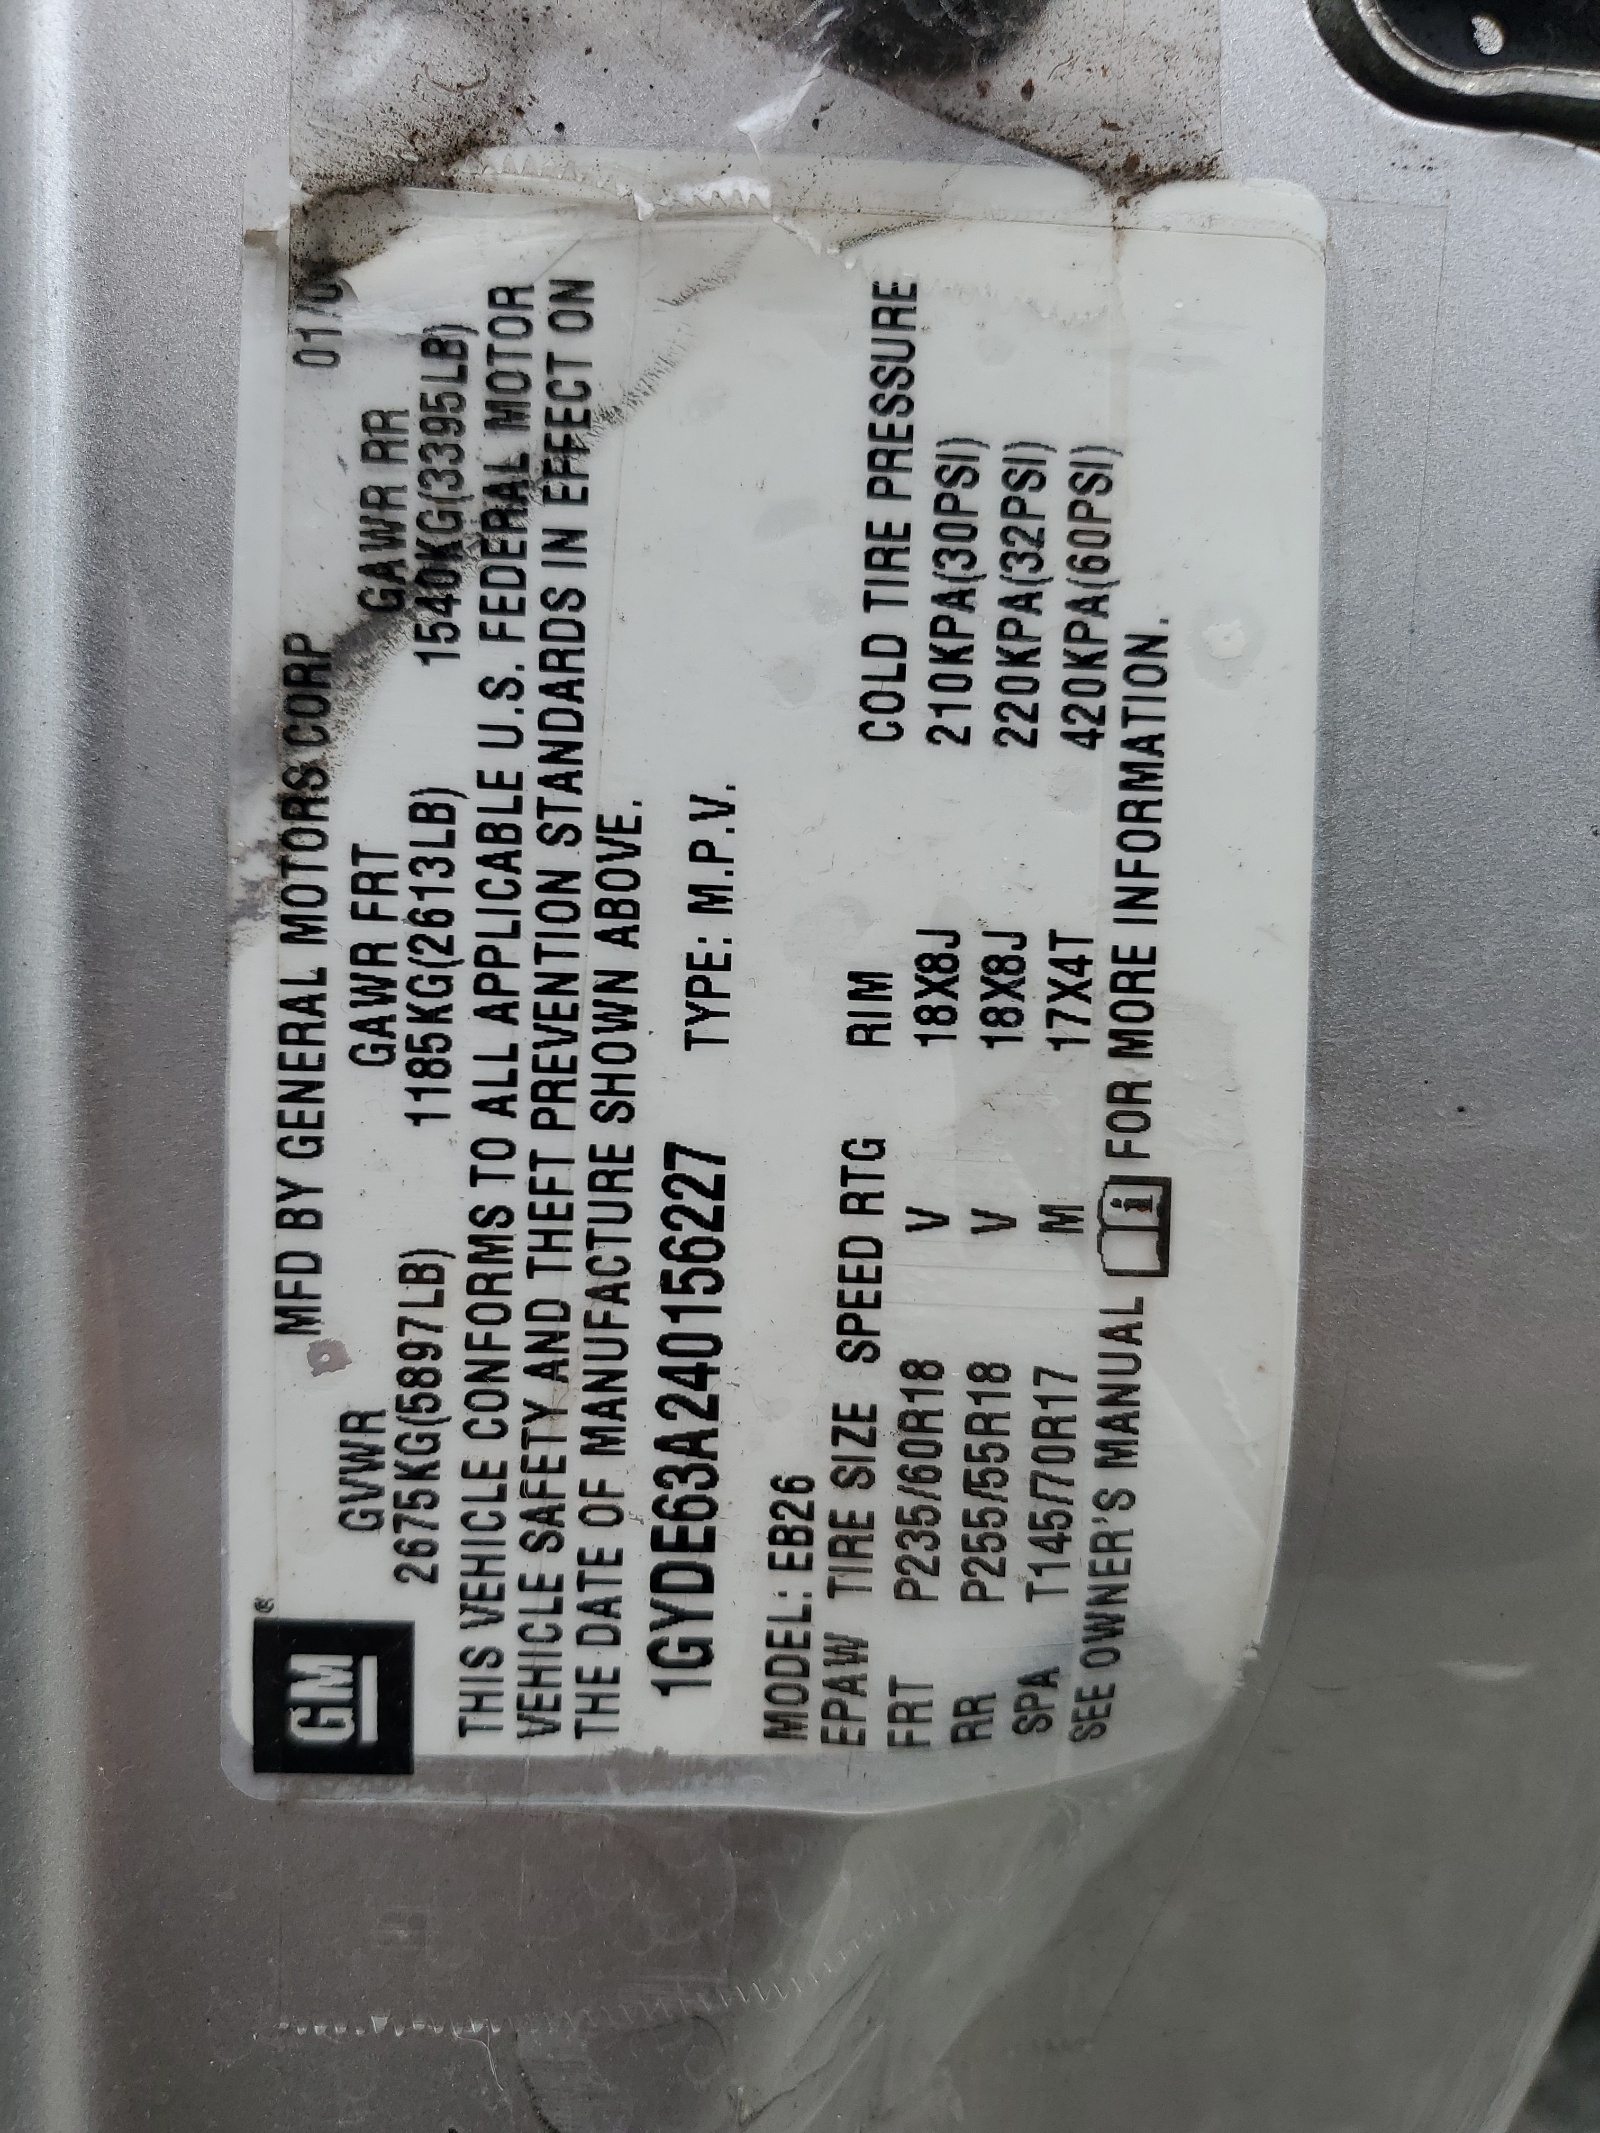 GM ®
MFD BY GENERAL MOTORS CORP 01/0
GVWR GAWR FRT GAWR RR
2675KG(5897LB) 1185KG(2613LB) 1540KG(3395LB)
THIS VEHICLE CONFORMS TO ALL APPLICABLE U.S. FEDERAL MOTOR
VEHICLE SAFETY AND THEFT PREVENTION STANDARDS IN EFFECT ON
THE DATE OF MANUFACTURE SHOWN ABOVE.
1GYDE63A240156227 TYPE: M.P.V.
MODEL: EB26
EPAW TIRE SIZE SPEED RTG RIM COLD TIRE PRESSURE
FRT P235/60R18 V 18X8J 210KPA(30PSI)
RR P255/55R18 V 18X8J 220KPA(32PSI)
SPA T145/70R17 M 17X4T 420KPA(60PSI)
SEE OWNER'S MANUAL i FOR MORE INFORMATION.